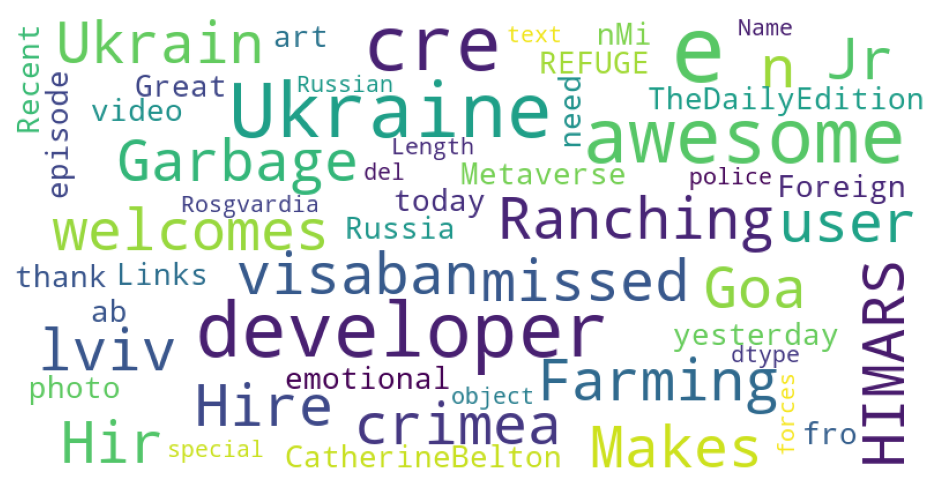 Recent
Ukrain
art
cre
text
nMi
REFUGE
e
Name
n
Jr
episode
Great
video
Russian
Ukraine
need
TheDailyEdition
awesome
Garbage
Length
del
Metaverse
police
Foreign
Rosgvardia
today
welcomes
Russia
Ranching
user
thank
Links
visaban
missed
Goa
HIMARS
ab
developer
yesterday
lviv
dtype
photo
emotional
object
Farming
forces
Hire
crimea
fro
Hir
special
CatherineBelton
Makes